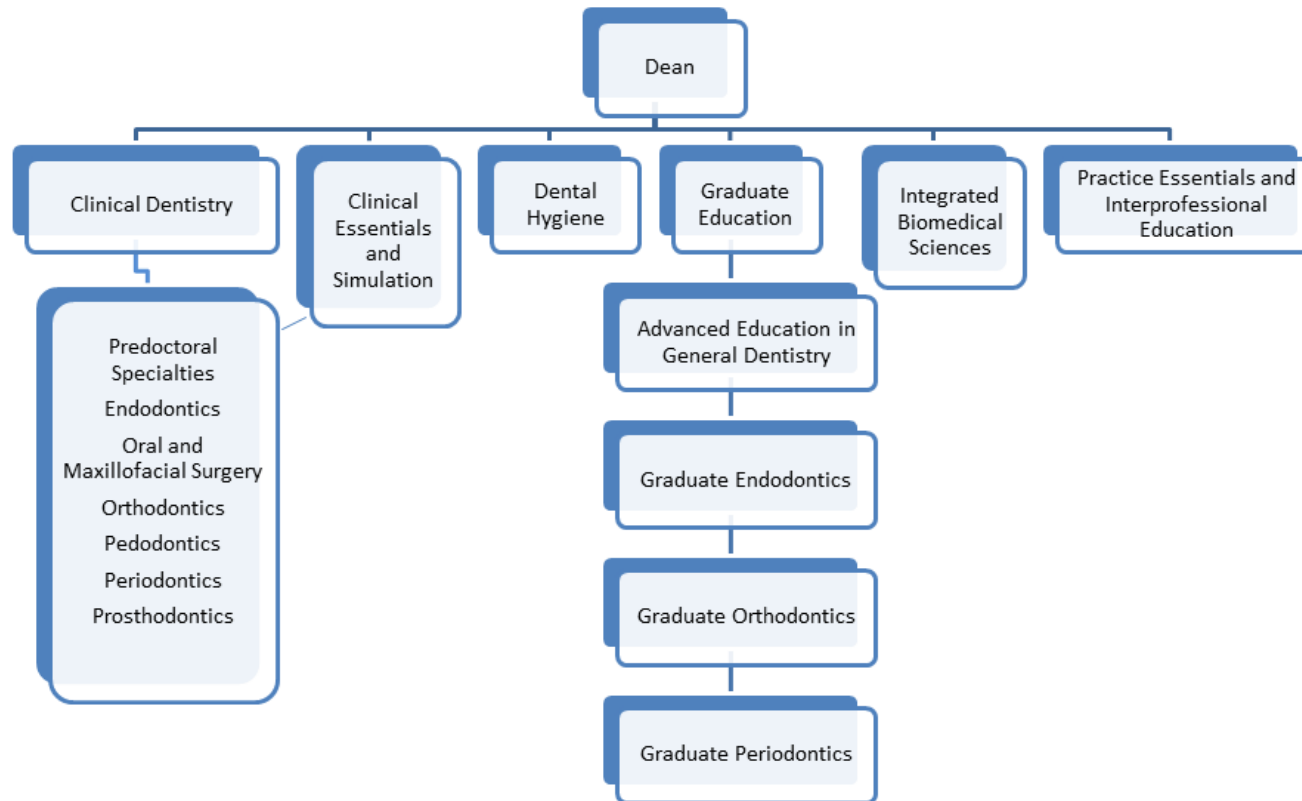 Dean
Clinical Dentistry
Clinical
Essentials
and
Simulation
Dental
Hygiene
Graduate
Education
Integrated
Biomedical
Sciences
Practice Essentials and
Interprofessional
Education
Predoctoral
Specialties
Endodontics
Oral and
Maxillofacial Surgery
Orthodontics
Pedodontics
Periodontics
Prosthodontics
Advanced Education in
General Dentistry
Graduate Endodontics
Graduate Orthodontics
Graduate Periodontics